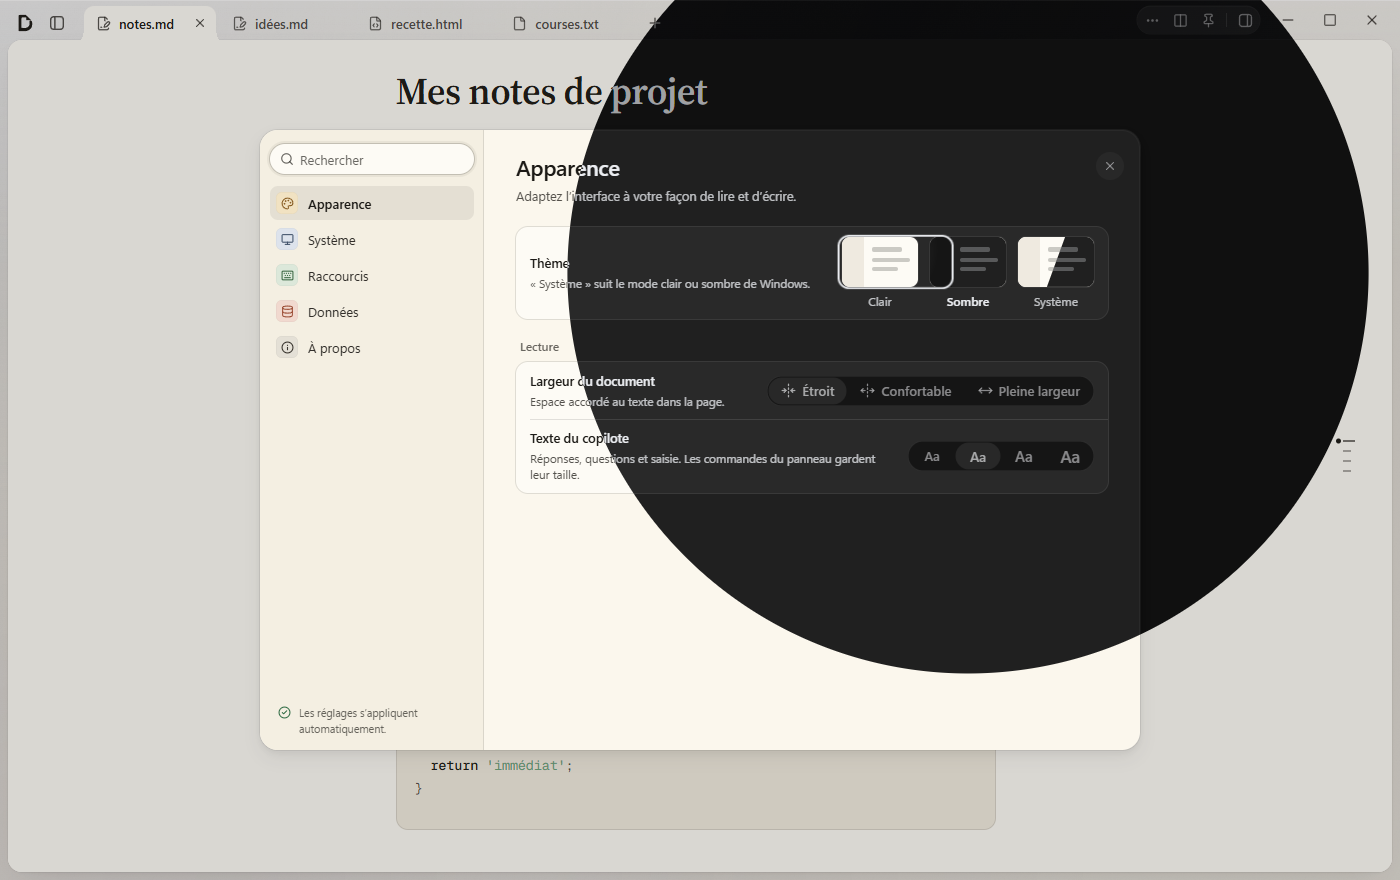 notes.md
idées.md
recette.html
courses.txt
Mes notes de projet
Rechercher
Apparence
Système
Raccourcis
Données
À propos
Les réglages s'appliquent
automatiquement.
Apparence
Adaptez l'interface à votre façon de lire et d'écrire.
Thème
« Système » suit le mode clair ou sombre de Windows.
Clair
Sombre
Système
Lecture
Largeur du document
Espace accordé au texte dans la page.
Étroit
Confortable
Pleine largeur
Texte du copilote
Réponses, questions et saisie. Les commandes du panneau gardent
leur taille.
Aa
Aa
Aa
Aa
return 'immédiat';
}